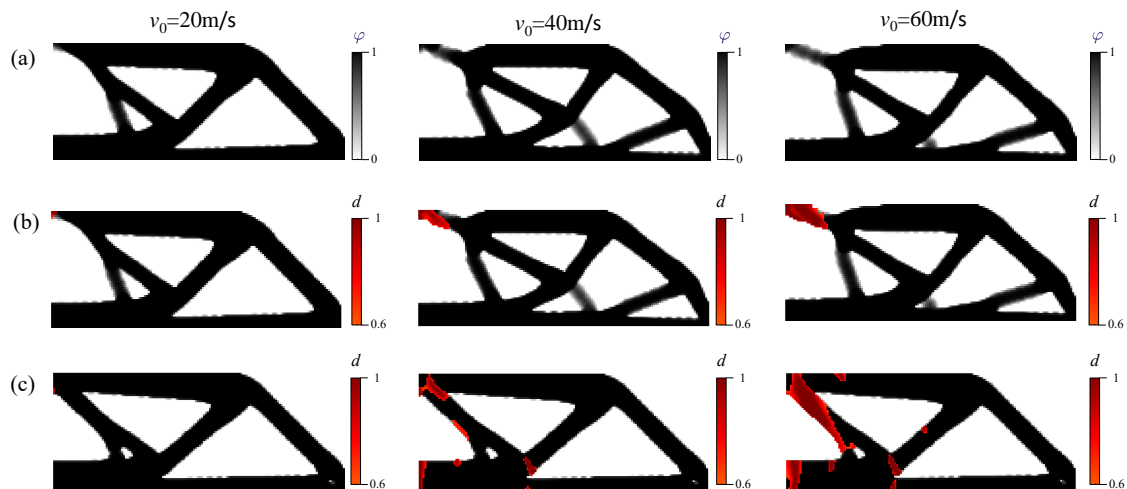 v₀=20m/s v₀=40m/s v₀=60m/s
(a) φ φ φ
1 1 1
0 0 0
(b) d d d
1 1 1
0.6 0.6 0.6
(c) d d d
1 1 1
0.6 0.6 0.6